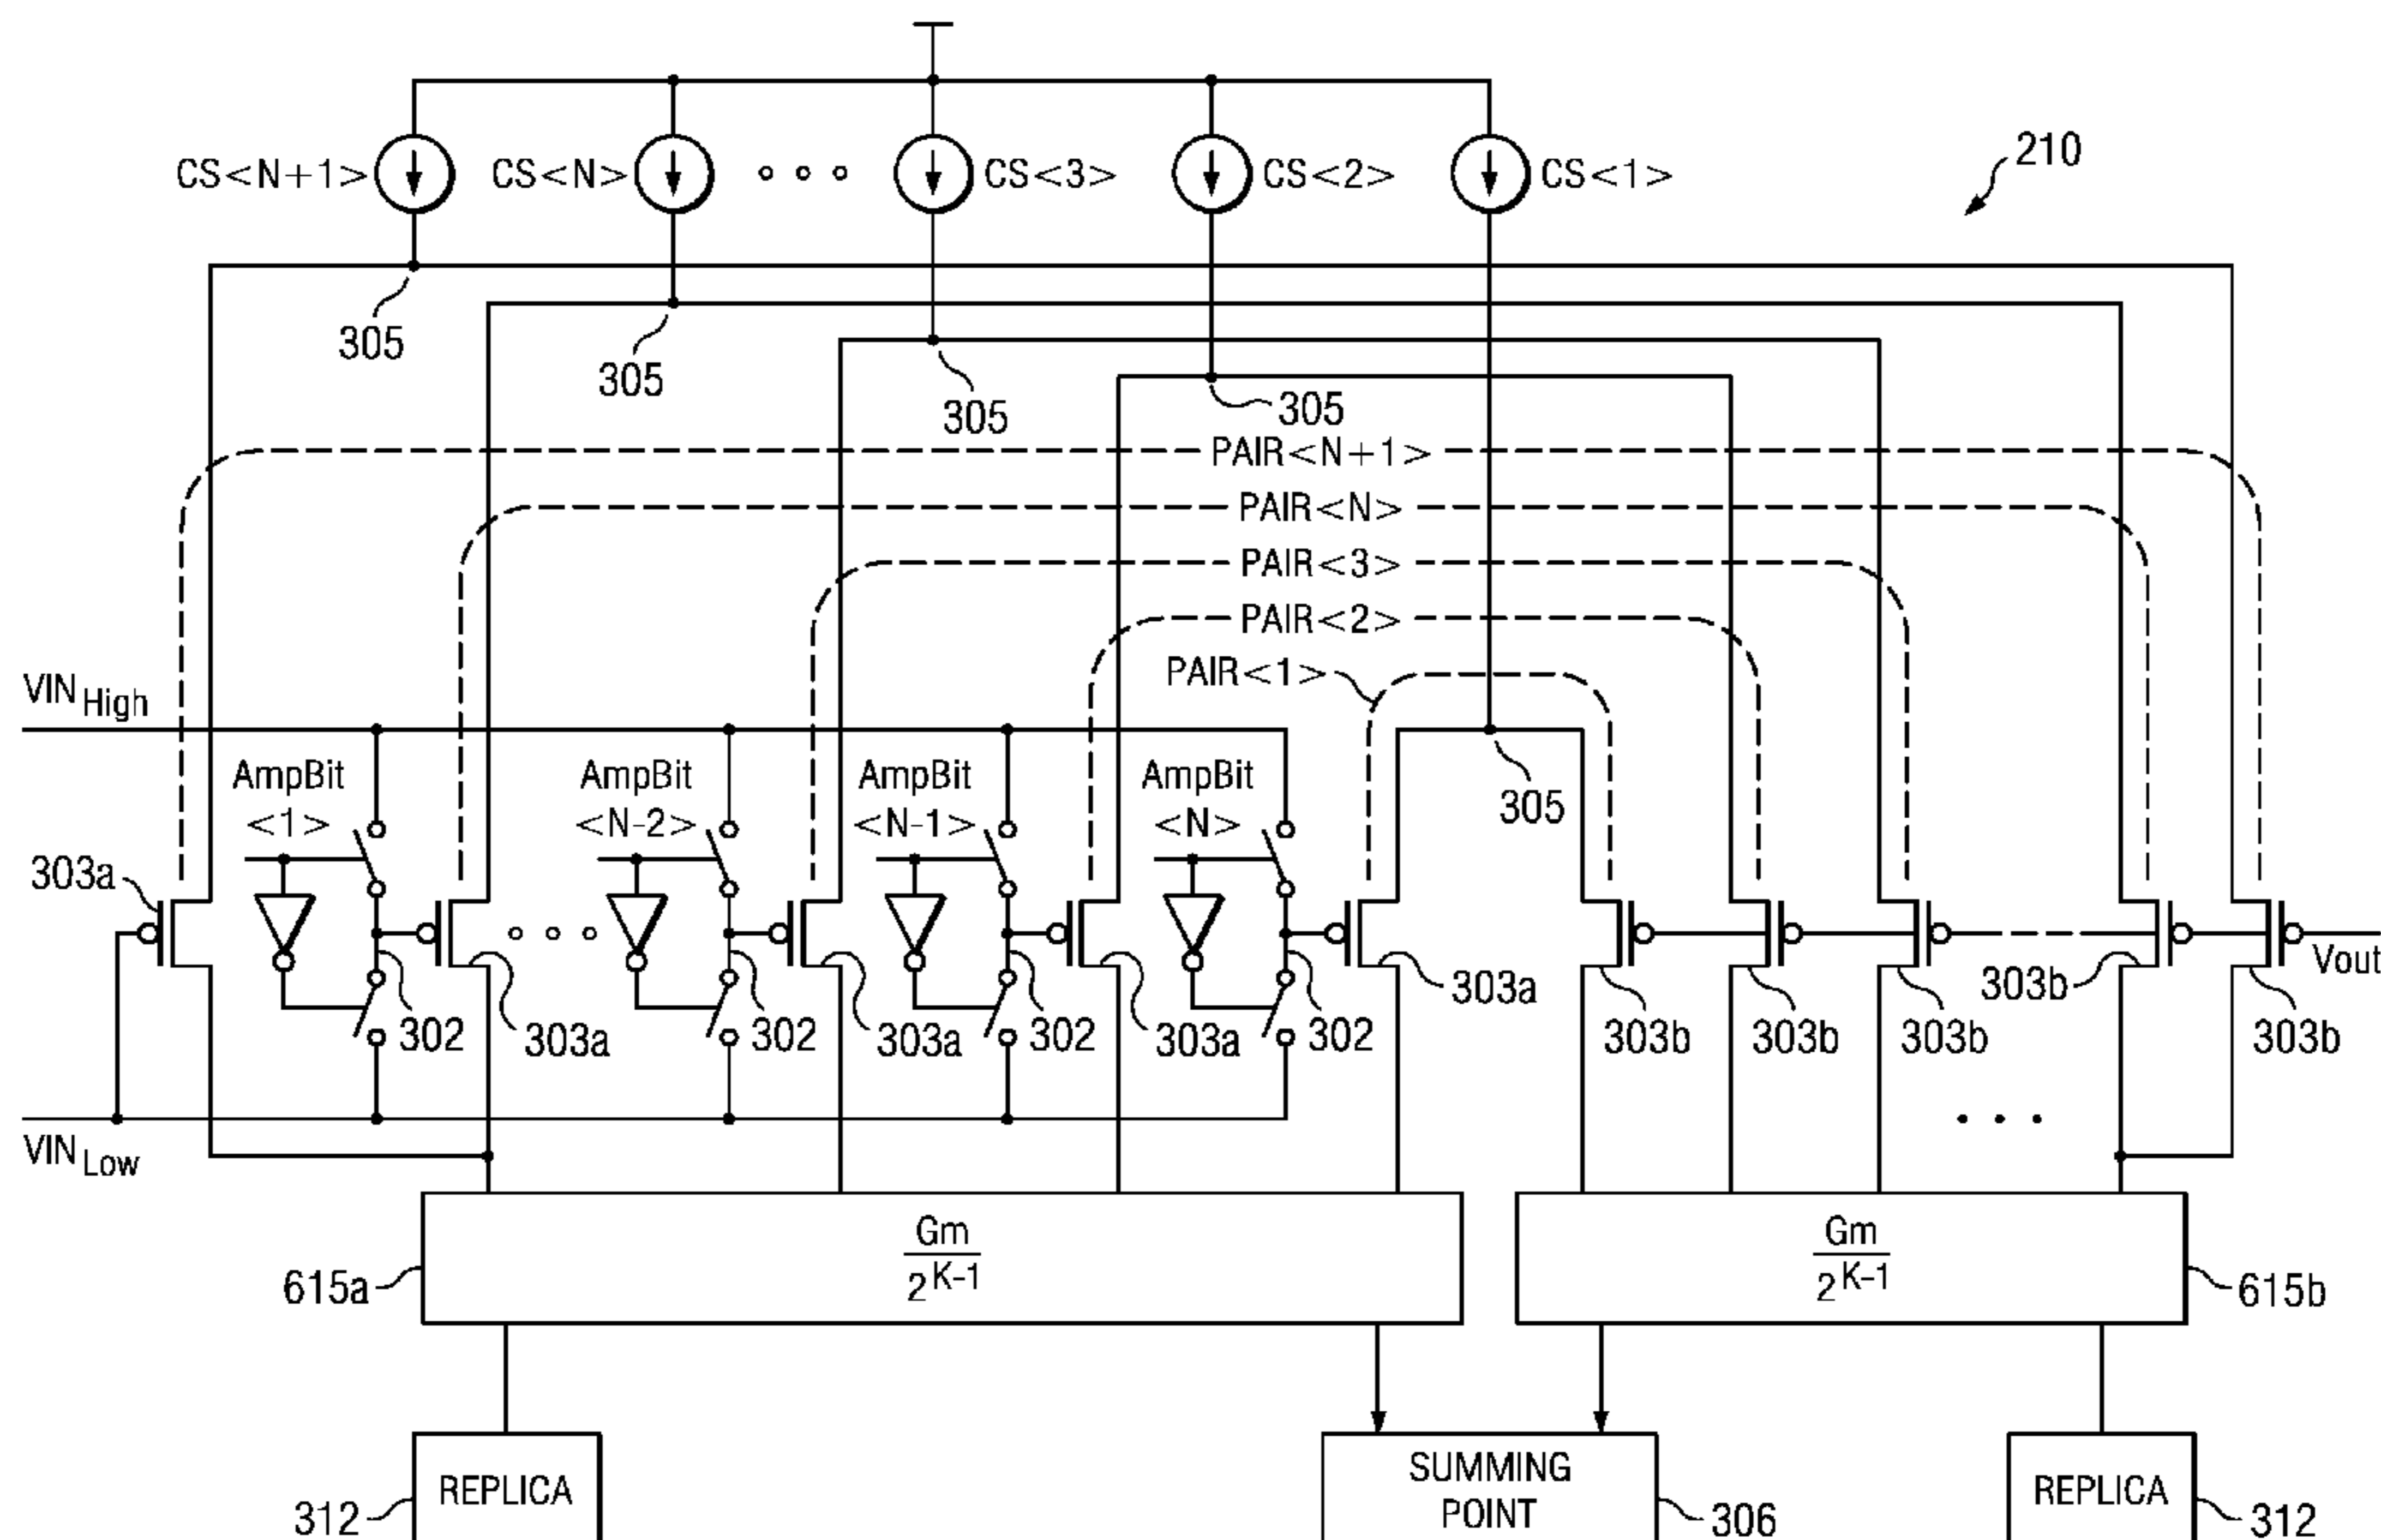 210
CS<N+1>
CS<N>
CS<3>
CS<2>
CS<1>
305
305
305
305
PAIR<N+1>
PAIR<N>
PAIR<3>
PAIR<2>
PAIR<1>
VIN High
AmpBit
<1>
AmpBit
<N-2>
AmpBit
<N-1>
AmpBit
<N>
305
303a
Vout
302
303a
302
303a
302
303a
302
303a
303b
303b
303b
303b
303b
VIN Low
Gm
2^K-1
Gm
2^K-1
615a
615b
REPLICA
312
SUMMING
POINT
306
REPLICA
312